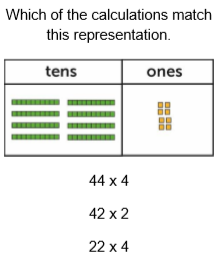 Which of the calculations match
this representation.
tens ones
44 x 4
42 x 2
22 x 4